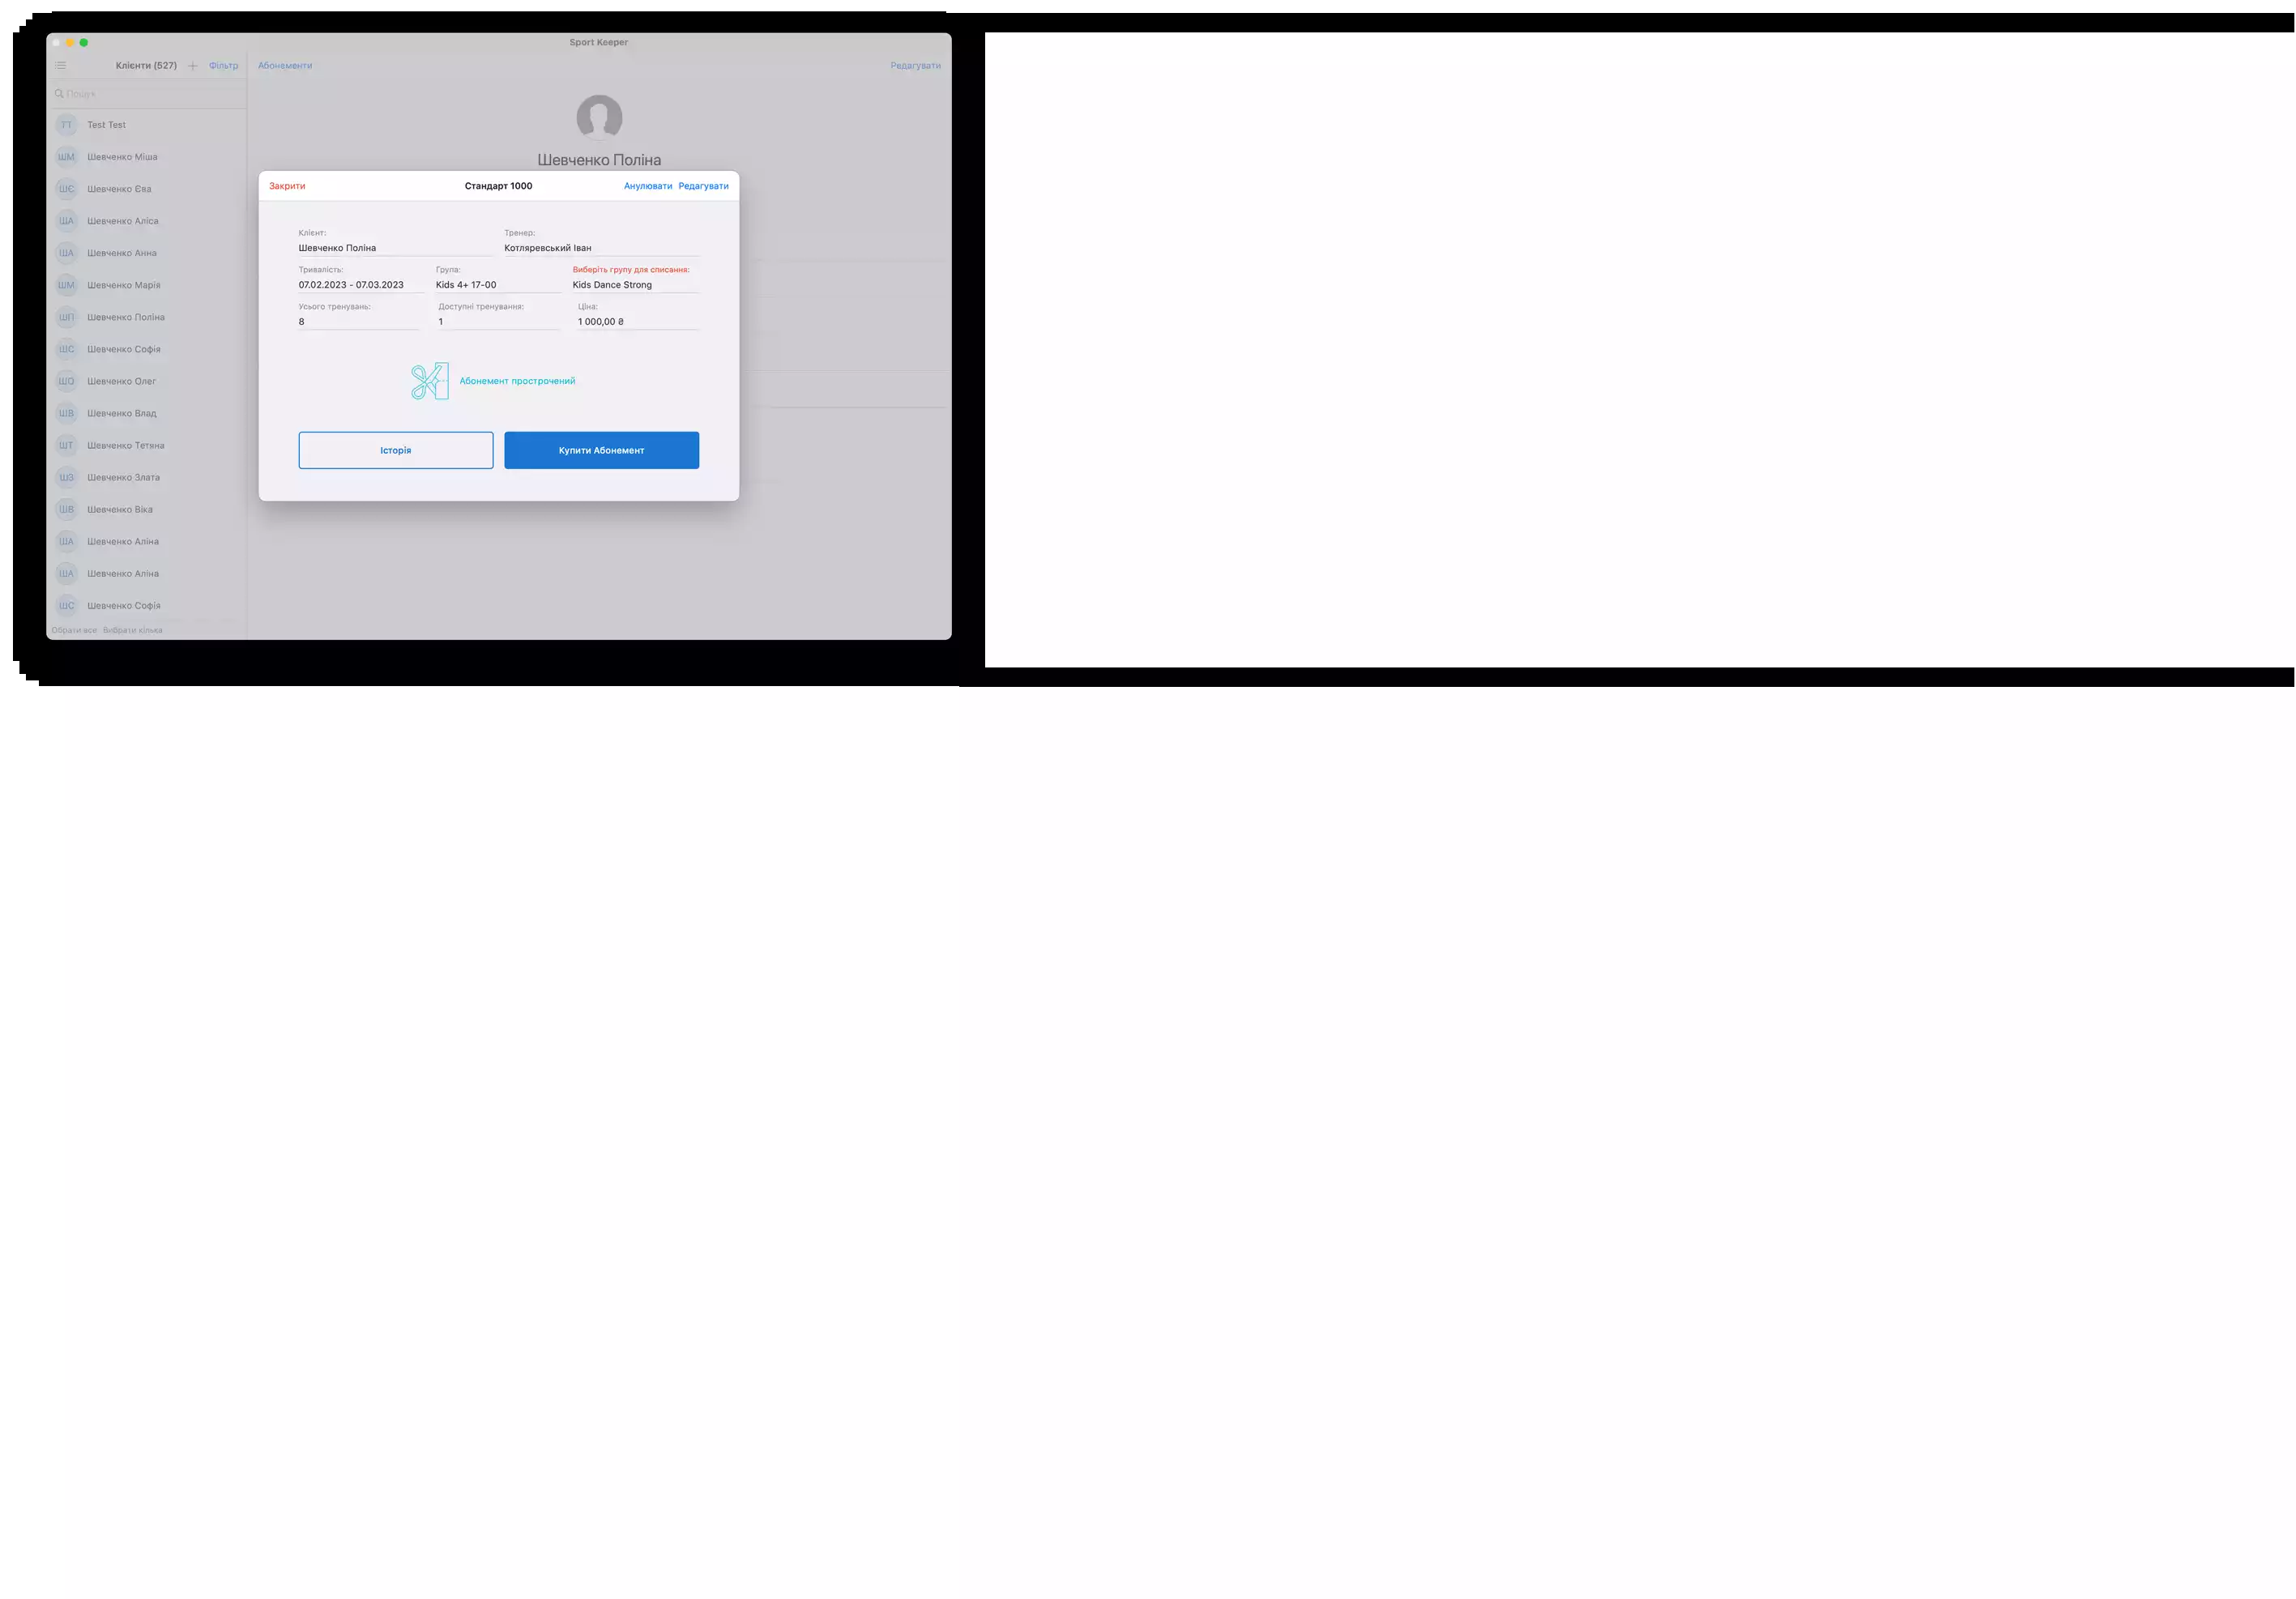 Sport Keeper
Клієнти (527)
Фільтр
Абонементи
Редагувати
Пошук
TT Test Test
ШМ Шевченко Міша
ШЄ Шевченко Єва
ША Шевченко Аліса
ША Шевченко Анна
ШМ Шевченко Марія
ШП Шевченко Поліна
ШС Шевченко Софія
ШО Шевченко Олег
ШВ Шевченко Влад
ШТ Шевченко Тетяна
ШЗ Шевченко Злата
ШВ Шевченко Віка
ША Шевченко Аліна
ША Шевченко Аліна
ШС Шевченко Софія
Обрати все Вибрати кілька
Шевченко Поліна
Закрити
Стандарт 1000
Анулювати Редагувати
Клієнт:
Шевченко Поліна
Тренер:
Котляревський Іван
Тривалість:
07.02.2023 - 07.03.2023
Група:
Kids 4+ 17-00
Виберіть групу для списання:
Kids Dance Strong
Усього тренувань:
8
Доступні тренування:
1
Ціна:
1 000,00 ₴
Абонемент прострочений
Історія
Купити Абонемент